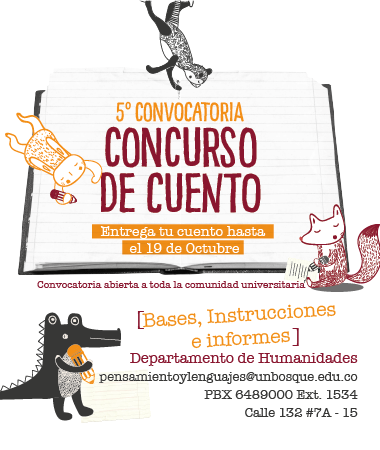 5º CONVOCATORIA
CONCURSO
DE CUENTO
Entrega tu cuento hasta
el 19 de Octubre
Convocatoria abierta a toda la comunidad universitaria
[Bases, Instrucciones
e informes]
Departamento de Humanidades
pensamientoylenguajes@unbosque.edu.co
PBX 6489000 Ext. 1534
Calle 132 #7A - 15